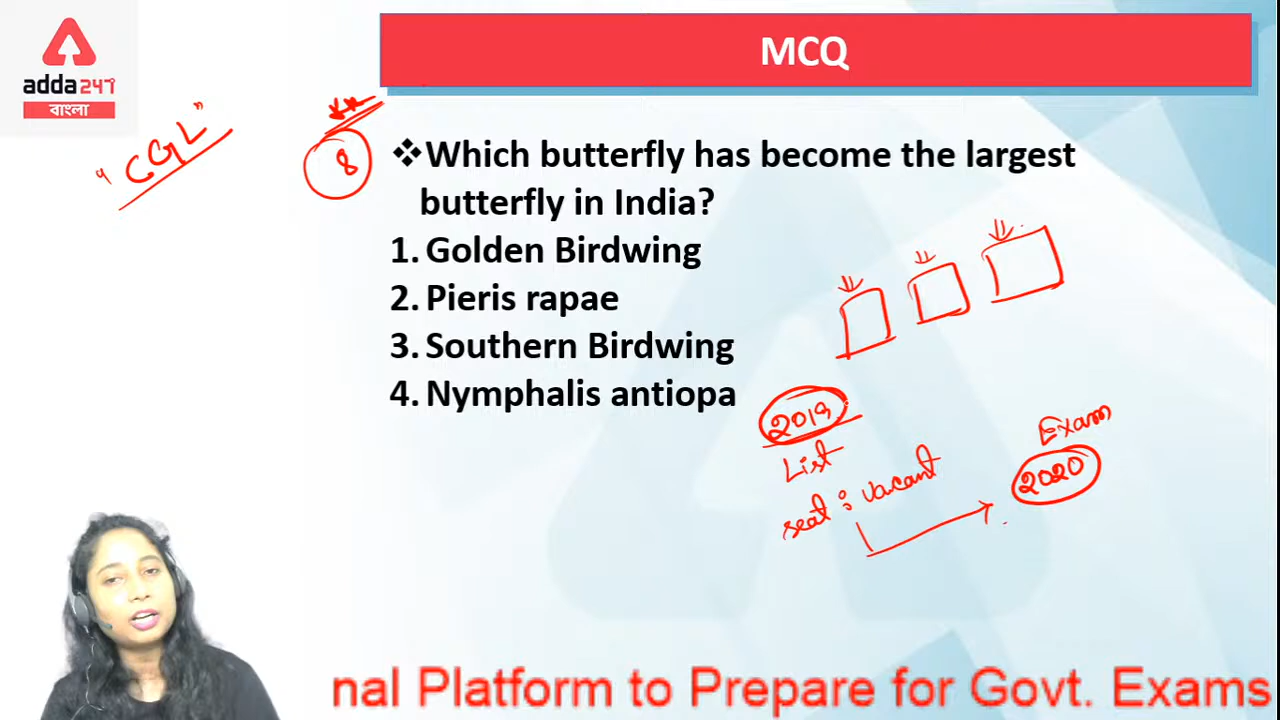 adda247
বাংলা
MCQ
"CGL"
8
Which butterfly has become the largest
butterfly in India?
1. Golden Birdwing
2. Pieris rapae
3. Southern Birdwing
4. Nymphalis antiopa
2019
List
seat : vacant
Exam
2020
nal Platform to Prepare for Govt. Exams